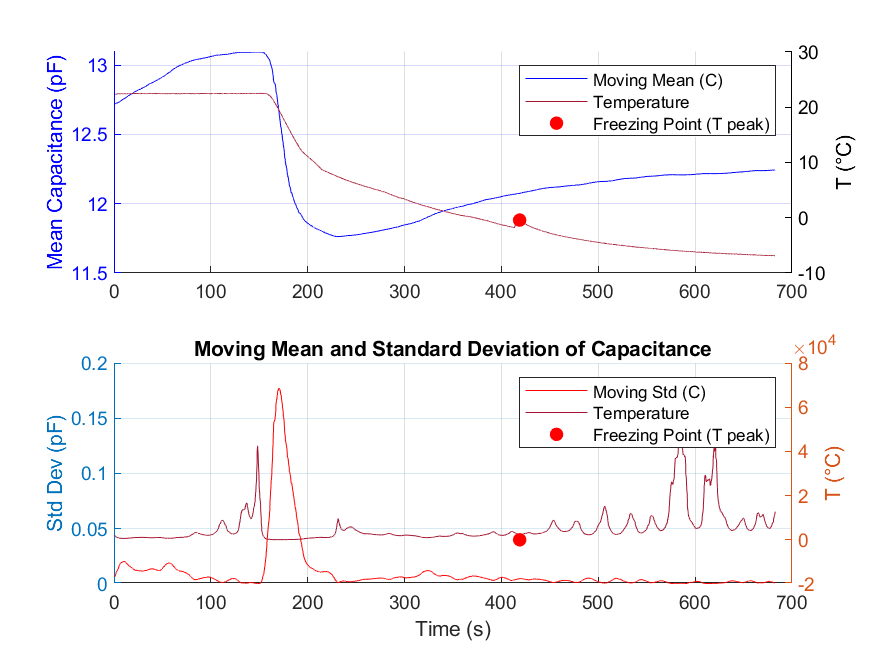 13
12.5
12
11.5
Mean Capacitance (pF)
30
20
10
0
-10
T (°C)
Moving Mean (C)
Temperature
Freezing Point (T peak)
0 100 200 300 400 500 600 700
Moving Mean and Standard Deviation of Capacitance
×10⁴
0.2
0.15
0.1
0.05
0
Std Dev (pF)
8
6
4
2
0
-2
T (°C)
Moving Std (C)
Temperature
Freezing Point (T peak)
0 100 200 300 400 500 600 700
Time (s)